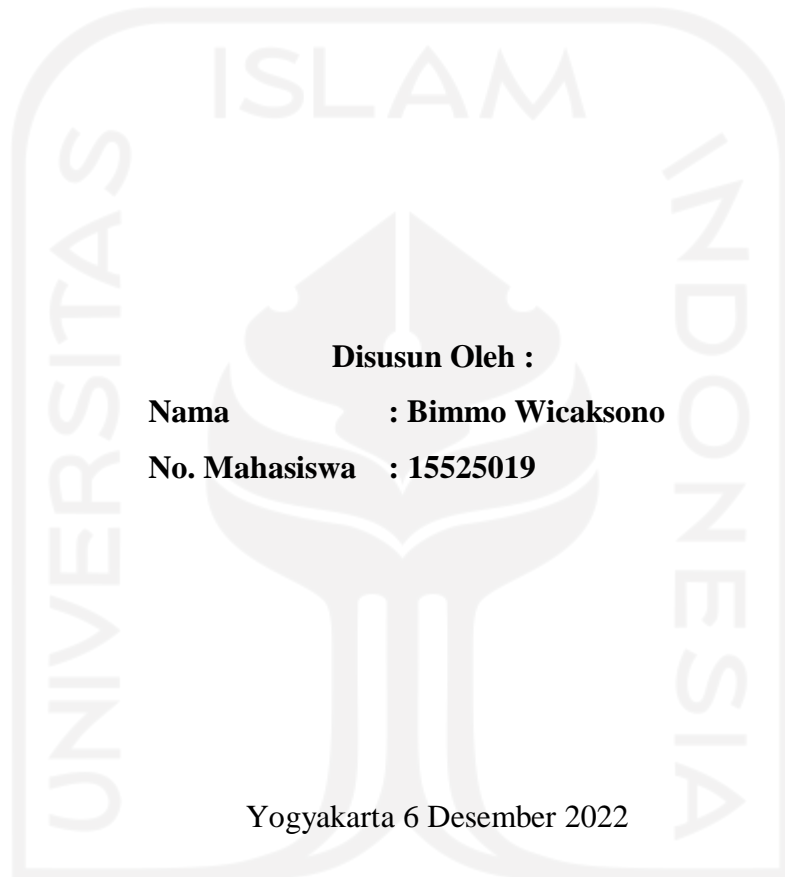 ISLAM
UNIVERSITAS
INDONESIA
Disusun Oleh :
Nama : Bimmo Wicaksono
No. Mahasiswa : 15525019
Yogyakarta 6 Desember 2022